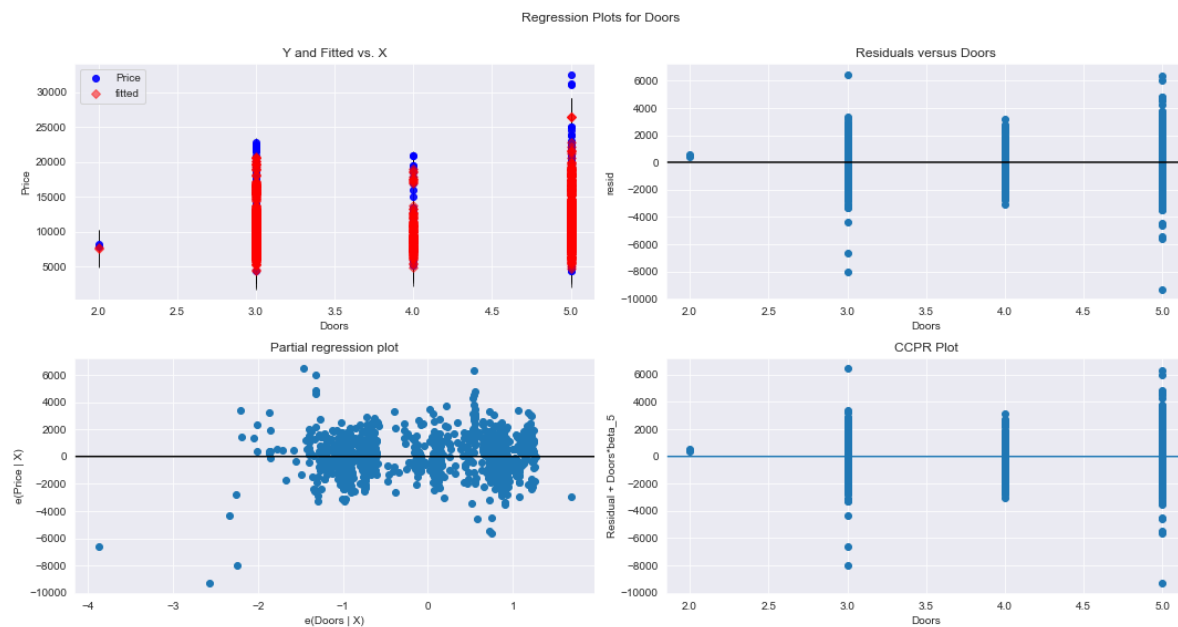 Regression Plots for Doors
Y and Fitted vs. X
Price
fitted
30000
25000
20000
15000
10000
5000
Price
2.0 2.5 3.0 3.5 4.0 4.5 5.0
Doors
Residuals versus Doors
6000
4000
2000
0
−2000
−4000
−6000
−8000
−10000
resid
2.0 2.5 3.0 3.5 4.0 4.5 5.0
Doors
Partial regression plot
6000
4000
2000
0
−2000
−4000
−6000
−8000
−10000
e(Price | X)
−4 −3 −2 −1 0 1
e(Doors | X)
CCPR Plot
6000
4000
2000
0
−2000
−4000
−6000
−8000
−10000
Residual + Doors*beta_5
2.0 2.5 3.0 3.5 4.0 4.5 5.0
Doors